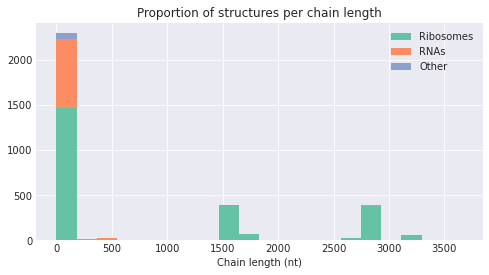 Proportion of structures per chain length
Ribosomes
RNAs
Other
2000
1500
1000
500
0
0 500 1000 1500 2000 2500 3000 3500
Chain length (nt)